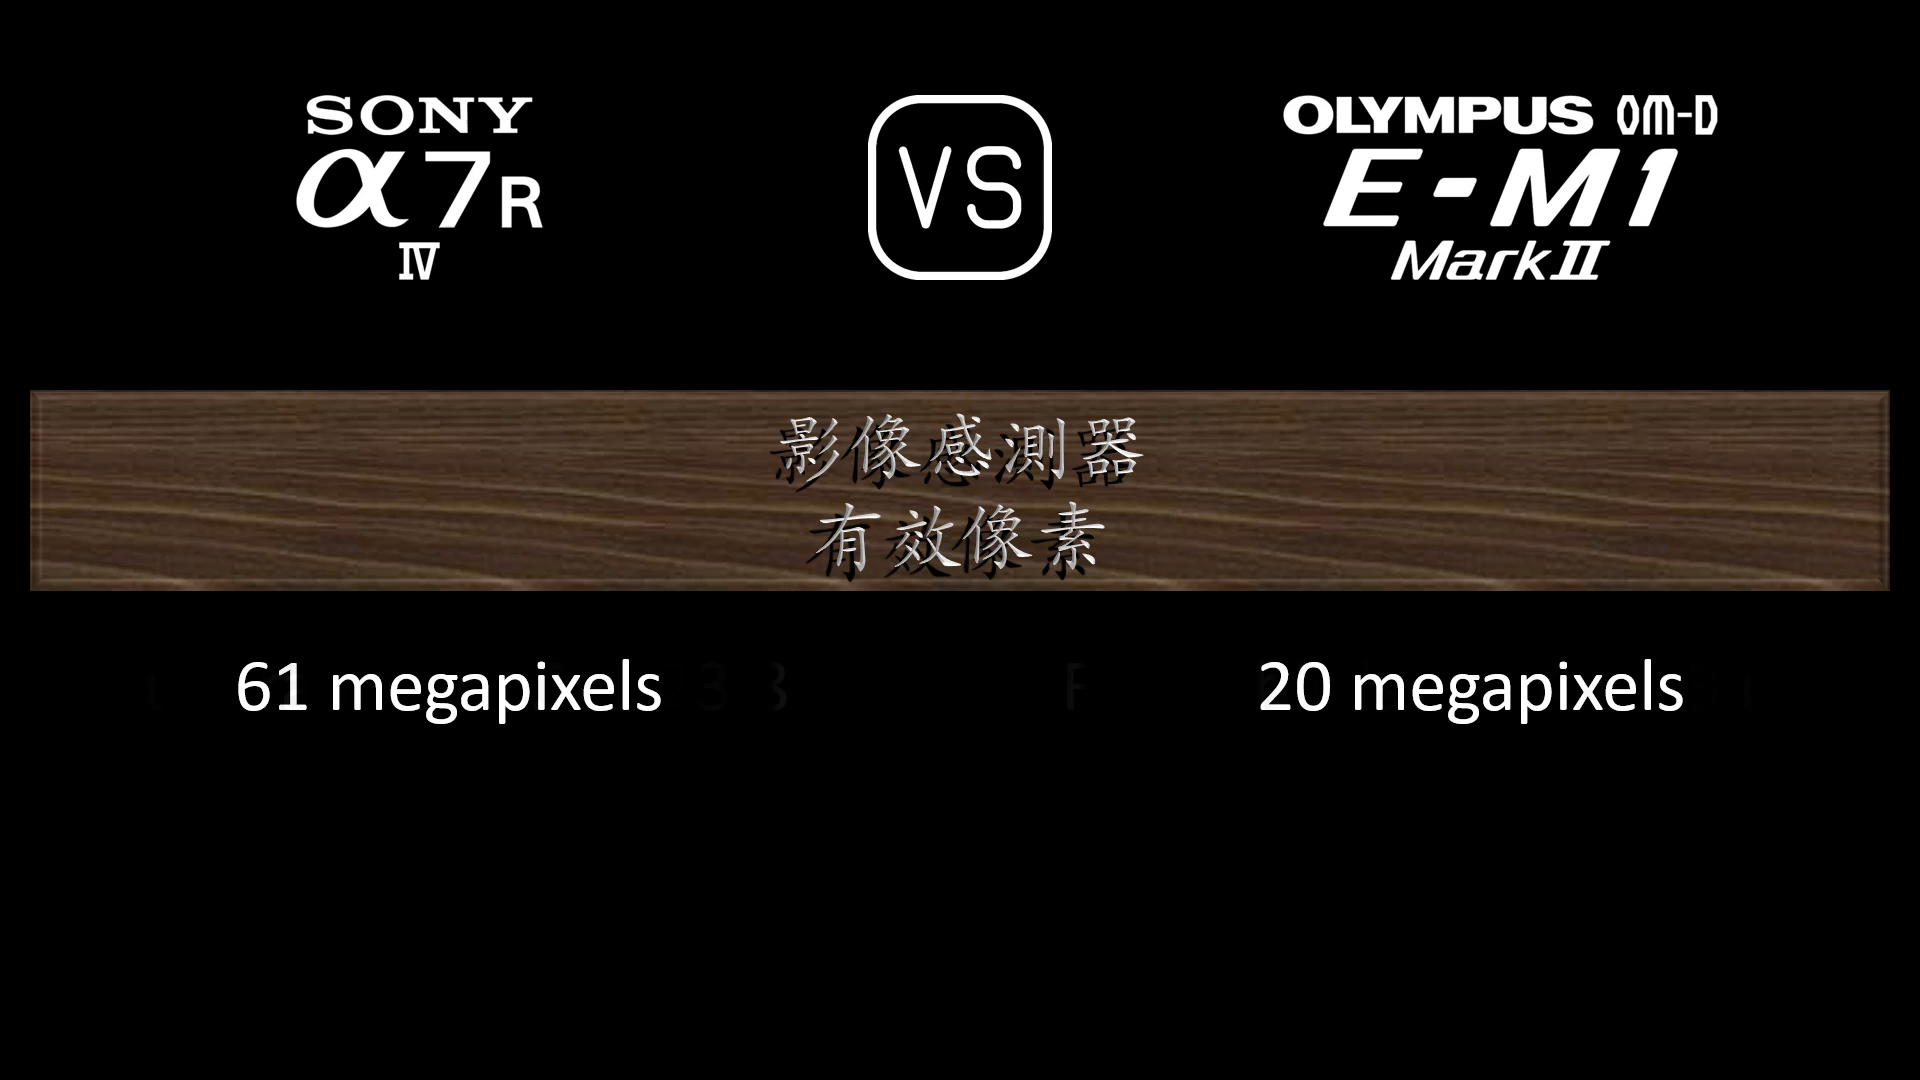 SONY
α7R
IV
VS
OLYMPUS OM-D
E-M1
Mark II
影像感測器
有效像素
61 megapixels
20 megapixels